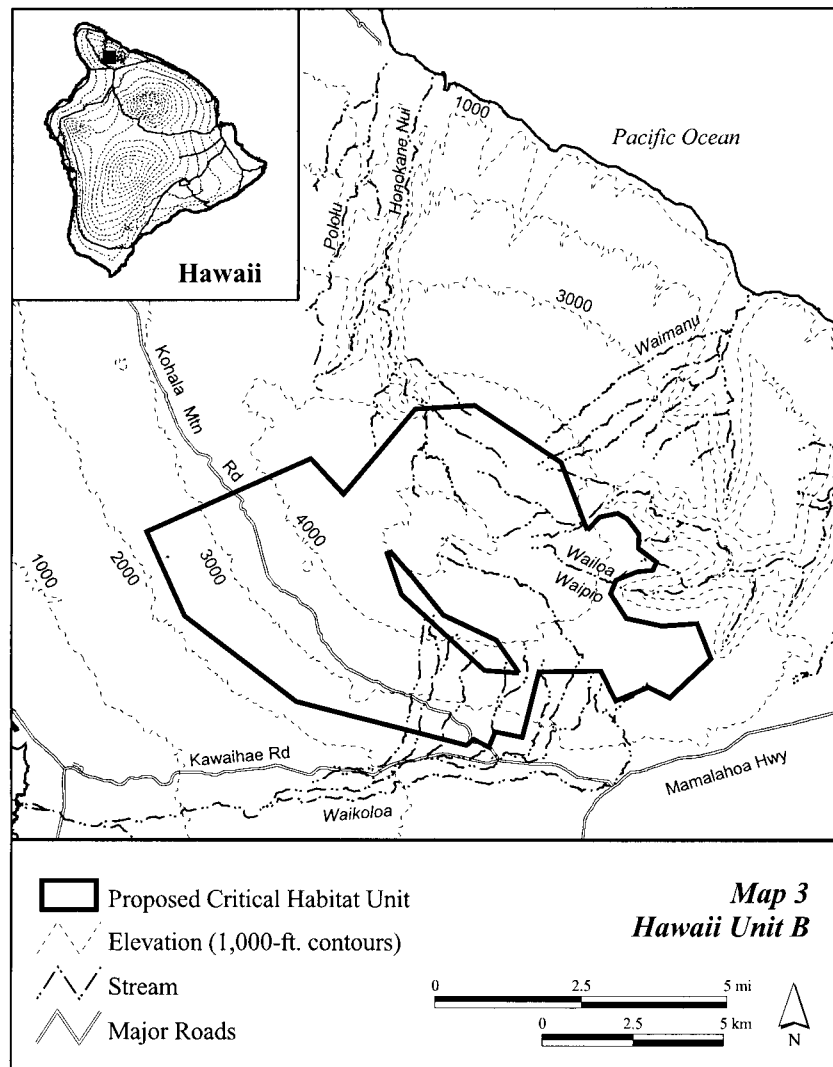 Hawaii
Pacific Ocean
1000
Honokane Nui
Pololu
3000
Waimanu
Kohala Mtn Rd
4000
3000
2000
1000
Wailoa
Waipio
Kawaihae Rd
Mamalahoa Hwy
Waikoloa
Proposed Critical Habitat Unit
Elevation (1,000-ft. contours)
Stream
Major Roads
Map 3
Hawaii Unit B
0 2.5 5 mi
0 2.5 5 km
N